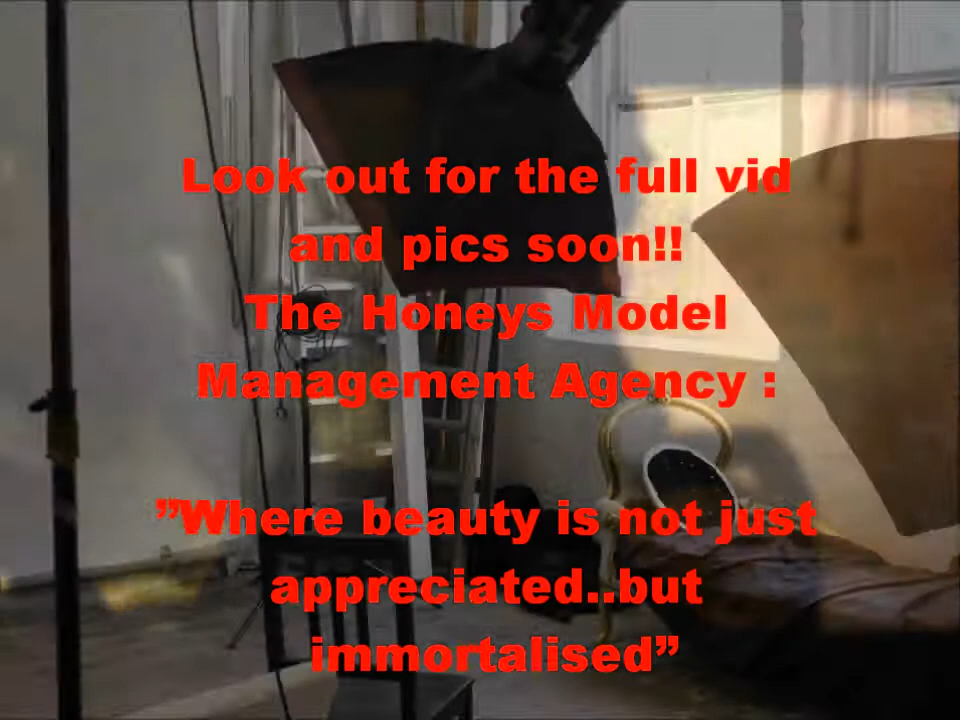 Look out for the full vid
and pics soon!!
The Honeys Model
Management Agency :
”Where beauty is not just
appreciated..but
immortalised”